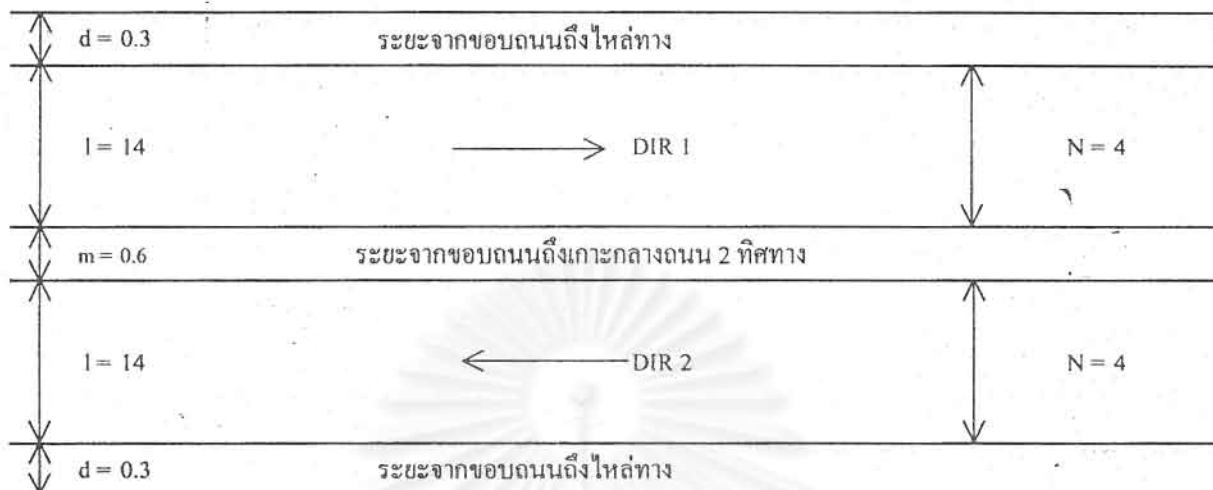 d = 0.3 ระยะจากขอบถนนถึงไหล่ทาง
l = 14 DIR 1 N = 4
m = 0.6 ระยะจากขอบถนนถึงเกาะกลางถนน 2 ทิศทาง
l = 14 DIR 2 N = 4
d = 0.3 ระยะจากขอบถนนถึงไหล่ทาง